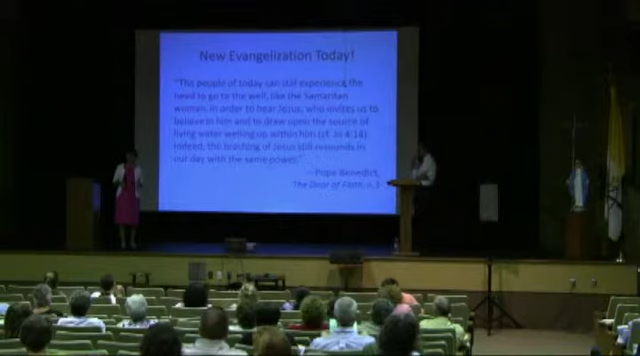 New Evangelization Today!
"The people of today can still experience the
need to go to the well, like the Samaritan
woman, in order to hear Jesus, who invites us to
believe in him and to draw upon the source of
living water welling up within him (cf. Jn 4:14)
Indeed, the teaching of Jesus still resounds in
our day with the same power."
— Pope Benedict,
The Door of Faith, n. 3